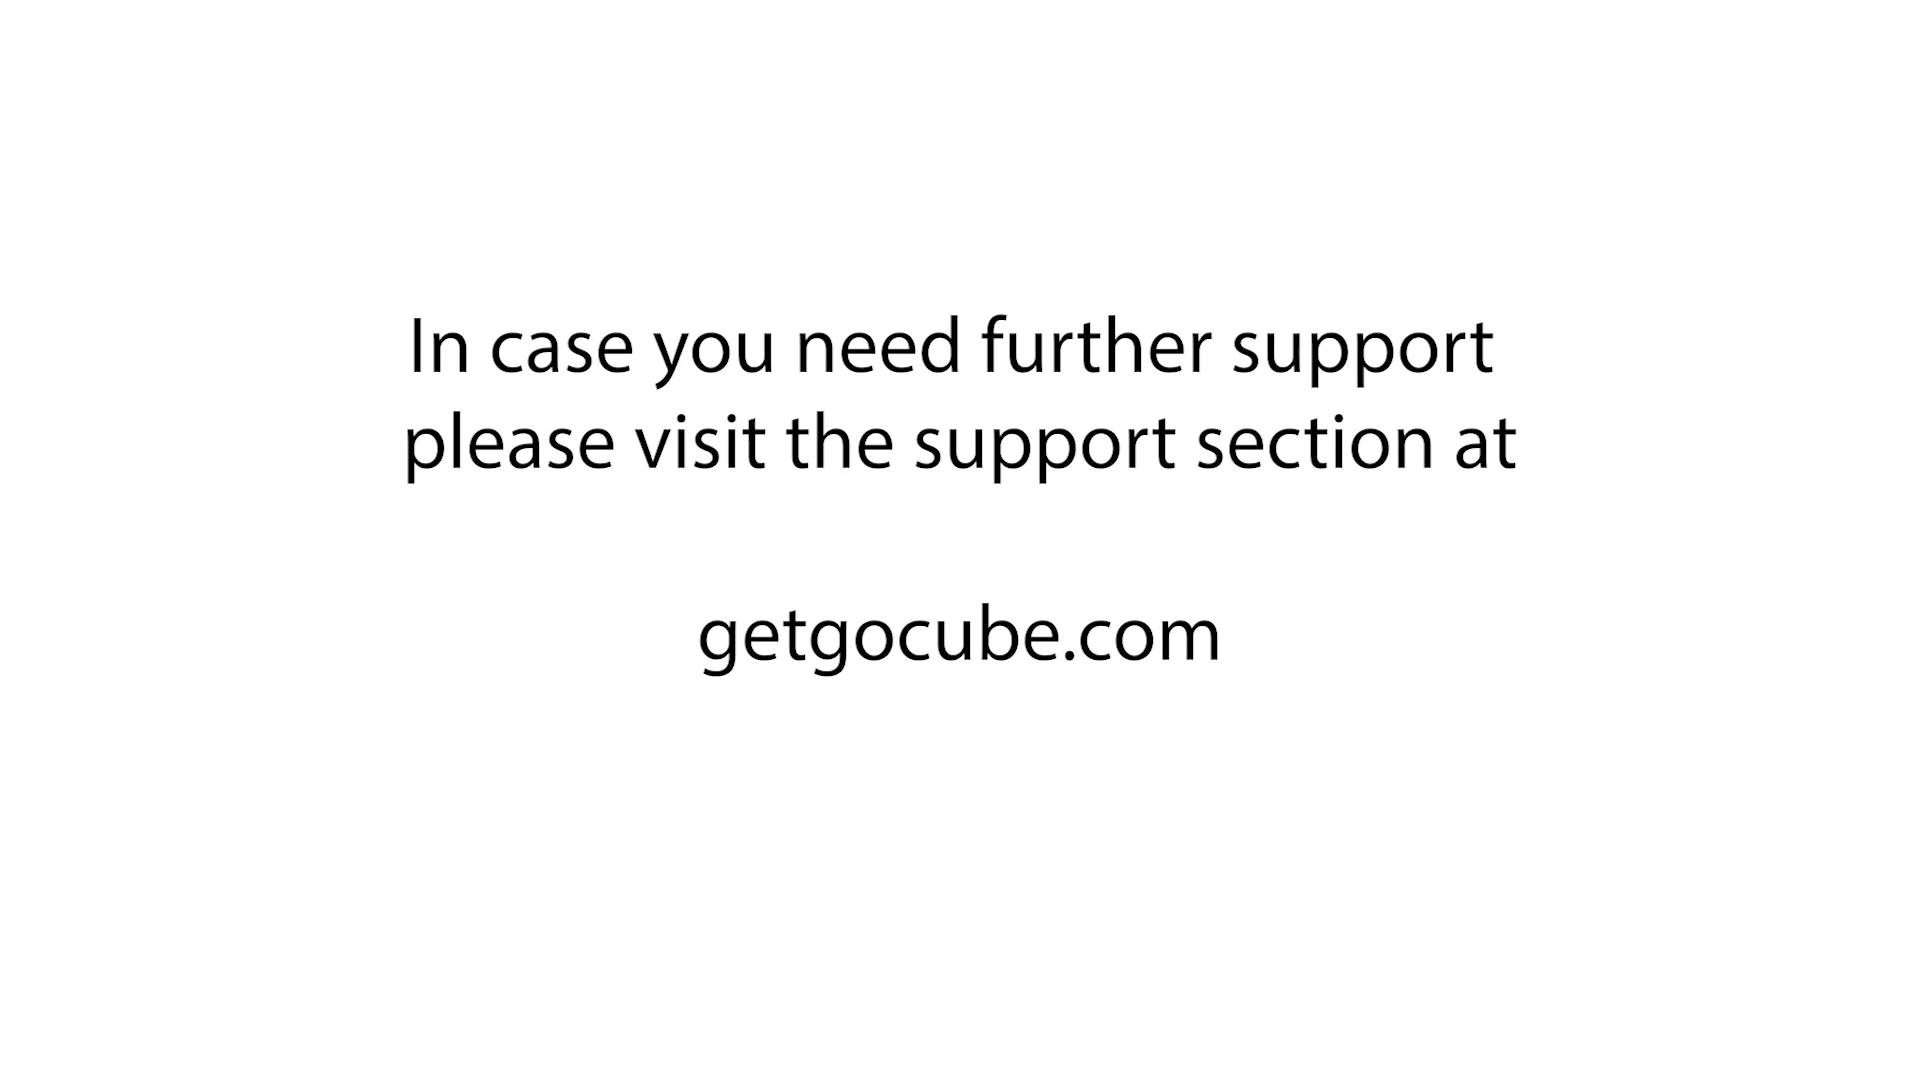 In case you need further support
please visit the support section at
getgocube.com